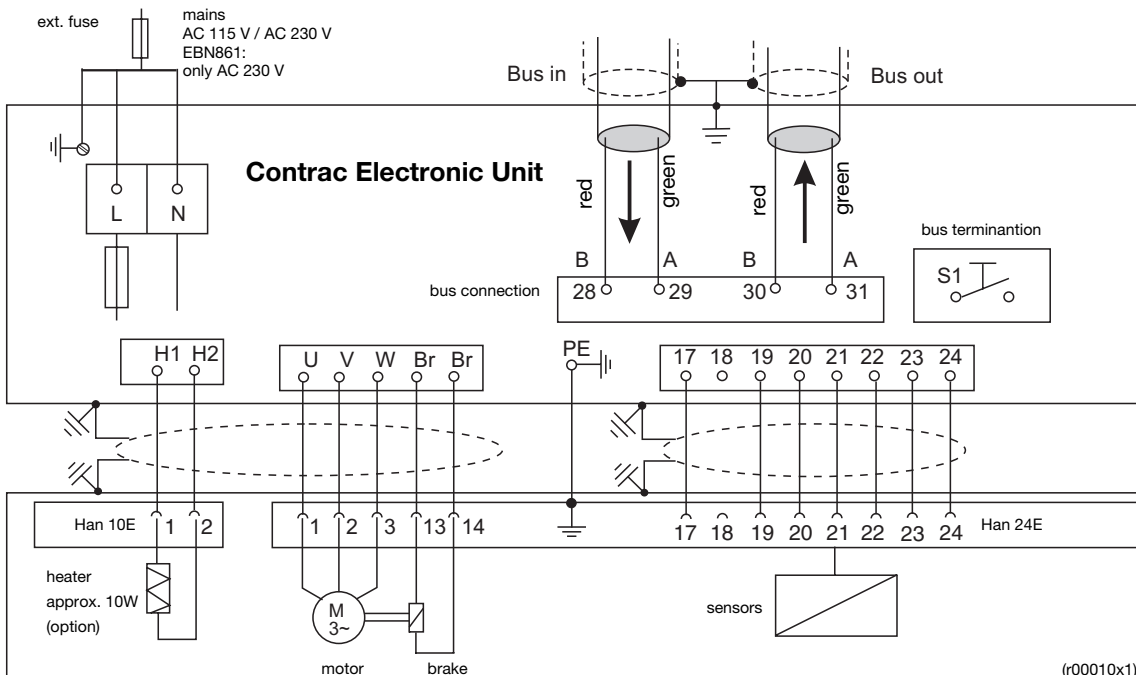 ext. fuse
mains
AC 115 V / AC 230 V
EBN861:
only AC 230 V
Bus in
Bus out
Contrac Electronic Unit
L N
red green red green
bus terminantion
S1
B A B A
bus connection
28 29 30 31
H1 H2
U V W Br Br
PE
17 18 19 20 21 22 23 24
Han 10E 1 2
1 2 3 13 14
17 18 19 20 21 22 23 24 Han 24E
heater
approx. 10W
(option)
M
3~
motor
brake
sensors
(r00010x1)